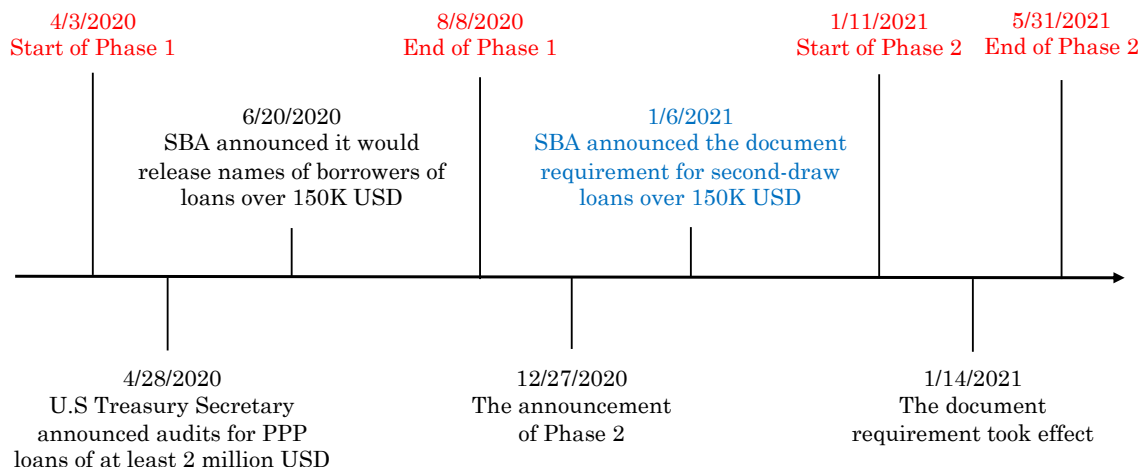 4/3/2020
Start of Phase 1
8/8/2020
End of Phase 1
1/11/2021
Start of Phase 2
5/31/2021
End of Phase 2
6/20/2020
SBA announced it would
release names of borrowers of
loans over 150K USD
1/6/2021
SBA announced the document
requirement for second-draw
loans over 150K USD
4/28/2020
U.S Treasury Secretary
announced audits for PPP
loans of at least 2 million USD
12/27/2020
The announcement
of Phase 2
1/14/2021
The document
requirement took effect